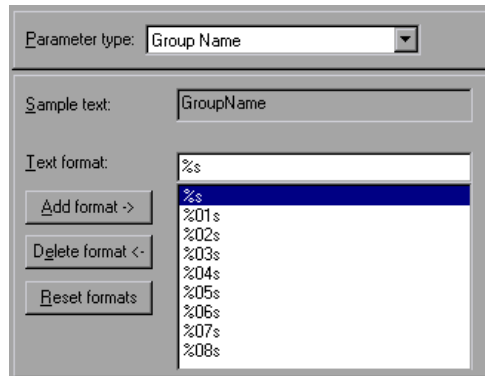 Parameter type: Group Name
Sample text: GroupName
Text format: %s
Add format ->
Delete format <-
Reset formats
%s
%01s
%02s
%03s
%04s
%05s
%06s
%07s
%08s